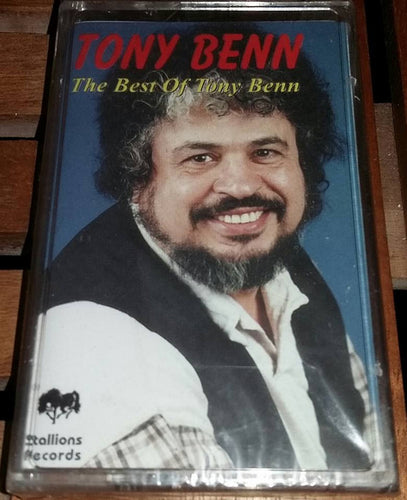 TONY BENN
The Best Of Tony Benn
Stallions
Records